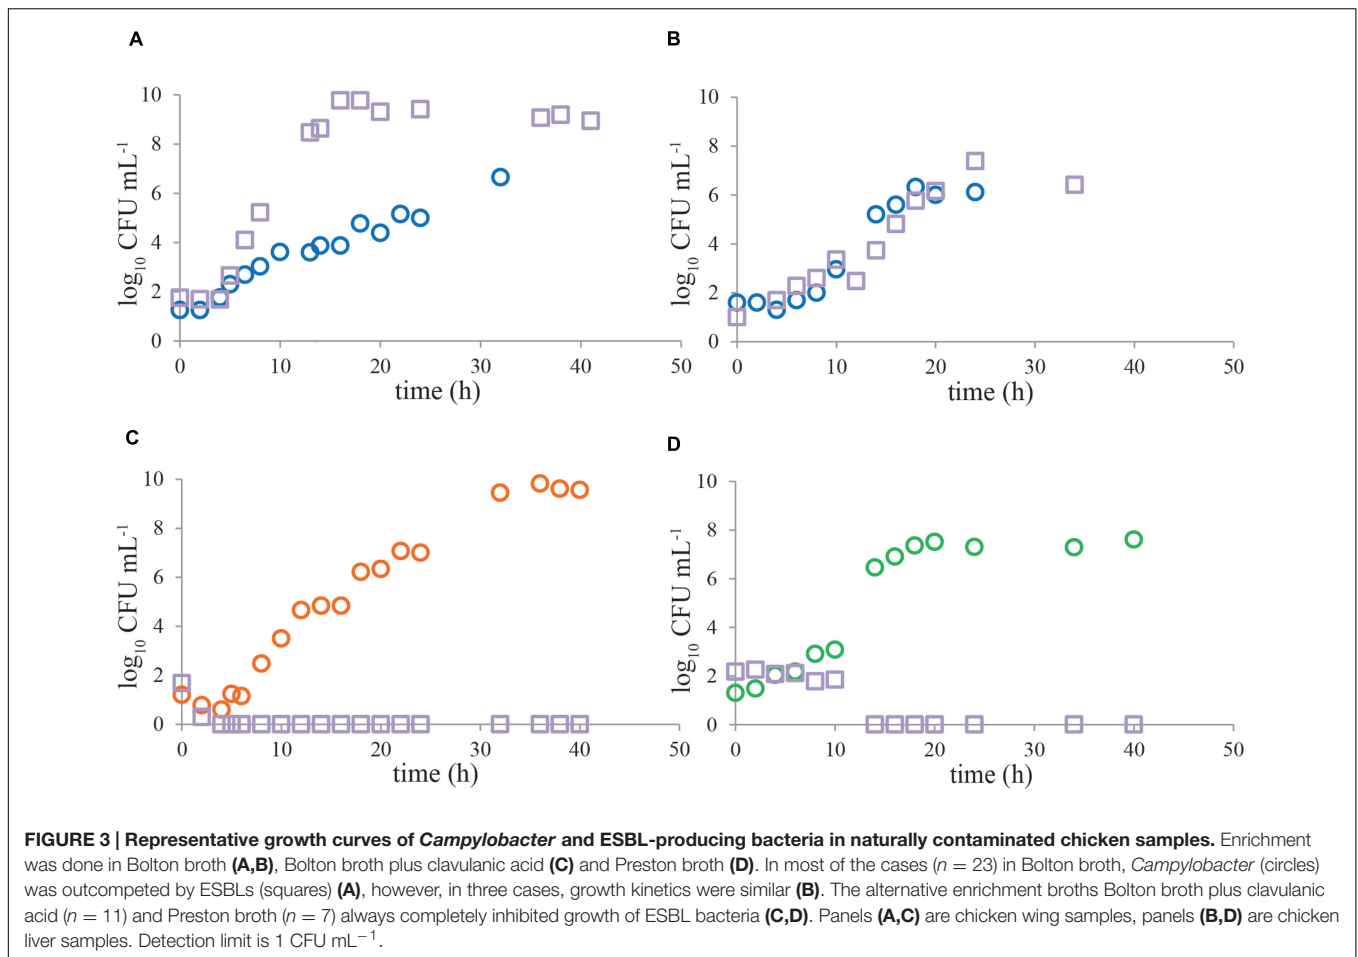 A
B
10
8
6
4
2
0
log10 CFU mL-1
0 10 20 30 40 50
time (h)
10
8
6
4
2
0
log10 CFU mL-1
0 10 20 30 40 50
time (h)
C
D
10
8
6
4
2
0
log10 CFU mL-1
0 10 20 30 40 50
time (h)
10
8
6
4
2
0
log10 CFU mL-1
0 10 20 30 40 50
time (h)
FIGURE 3 | Representative growth curves of Campylobacter and ESBL-producing bacteria in naturally contaminated chicken samples. Enrichment
was done in Bolton broth (A,B), Bolton broth plus clavulanic acid (C) and Preston broth (D). In most of the cases (n = 23) in Bolton broth, Campylobacter (circles)
was outcompeted by ESBLs (squares) (A), however, in three cases, growth kinetics were similar (B). The alternative enrichment broths Bolton broth plus clavulanic
acid (n = 11) and Preston broth (n = 7) always completely inhibited growth of ESBL bacteria (C,D). Panels (A,C) are chicken wing samples, panels (B,D) are chicken
liver samples. Detection limit is 1 CFU mL−1.